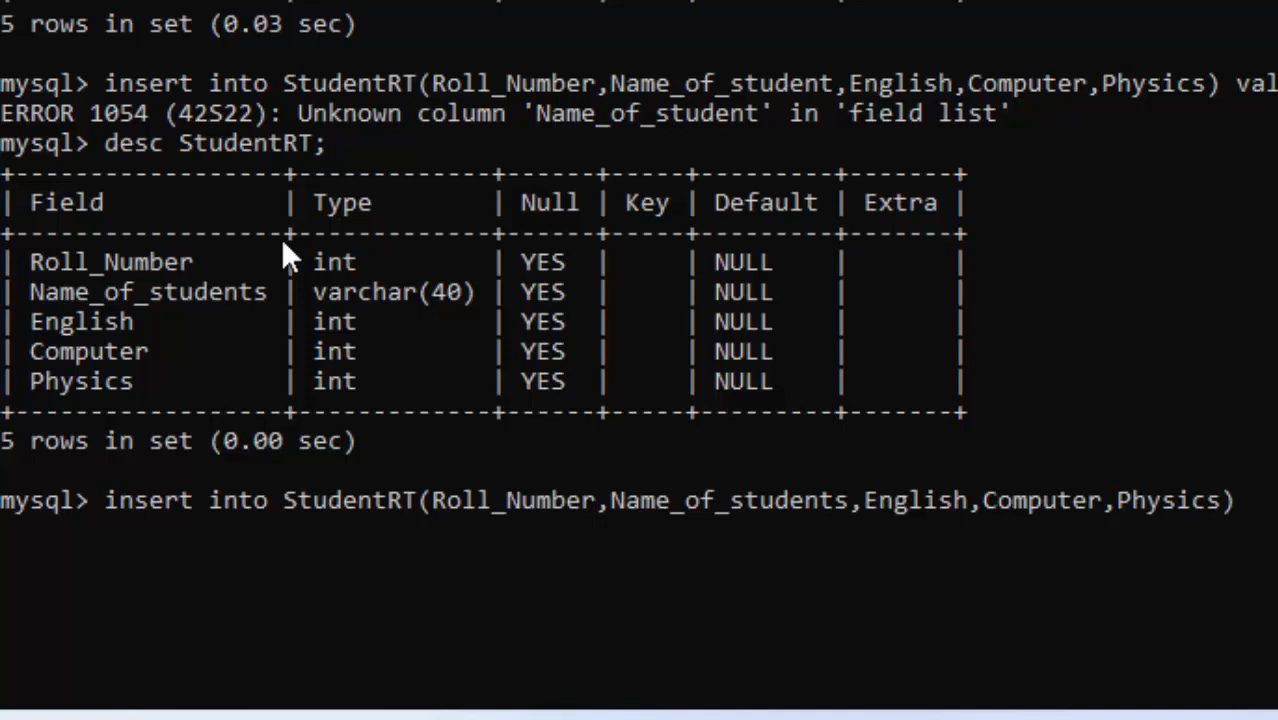 5 rows in set (0.03 sec)
mysql> insert into StudentRT(Roll_Number,Name_of_student,English,Computer,Physics) val
ERROR 1054 (42S22): Unknown column 'Name_of_student' in 'field list'
mysql> desc StudentRT;
+------------------+-------------+------+-----+---------+-------+
| Field            | Type        | Null | Key | Default | Extra |
+------------------+-------------+------+-----+---------+-------+
| Roll_Number      | int         | YES  |     | NULL    |       |
| Name_of_students | varchar(40) | YES  |     | NULL    |       |
| English          | int         | YES  |     | NULL    |       |
| Computer         | int         | YES  |     | NULL    |       |
| Physics          | int         | YES  |     | NULL    |       |
+------------------+-------------+------+-----+---------+-------+
5 rows in set (0.00 sec)
mysql> insert into StudentRT(Roll_Number,Name_of_students,English,Computer,Physics)